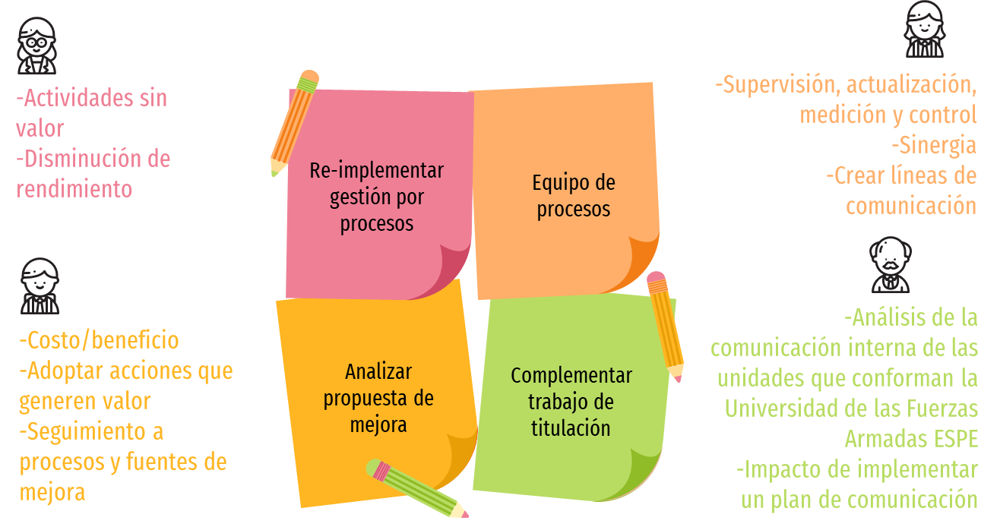 -Actividades sin
valor
-Disminución de
rendimiento
Re-implementar
gestión por
procesos
Equipo de
procesos
-Supervisión, actualización,
medición y control
-Sinergia
-Crear líneas de
comunicación
-Costo/beneficio
-Adoptar acciones que
generen valor
-Seguimiento a
procesos y fuentes de
mejora
Analizar
propuesta de
mejora
Complementar
trabajo de
titulación
-Análisis de la
comunicación interna de las
unidades que conforman la
Universidad de las Fuerzas
Armadas ESPE
-Impacto de implementar
un plan de comunicación